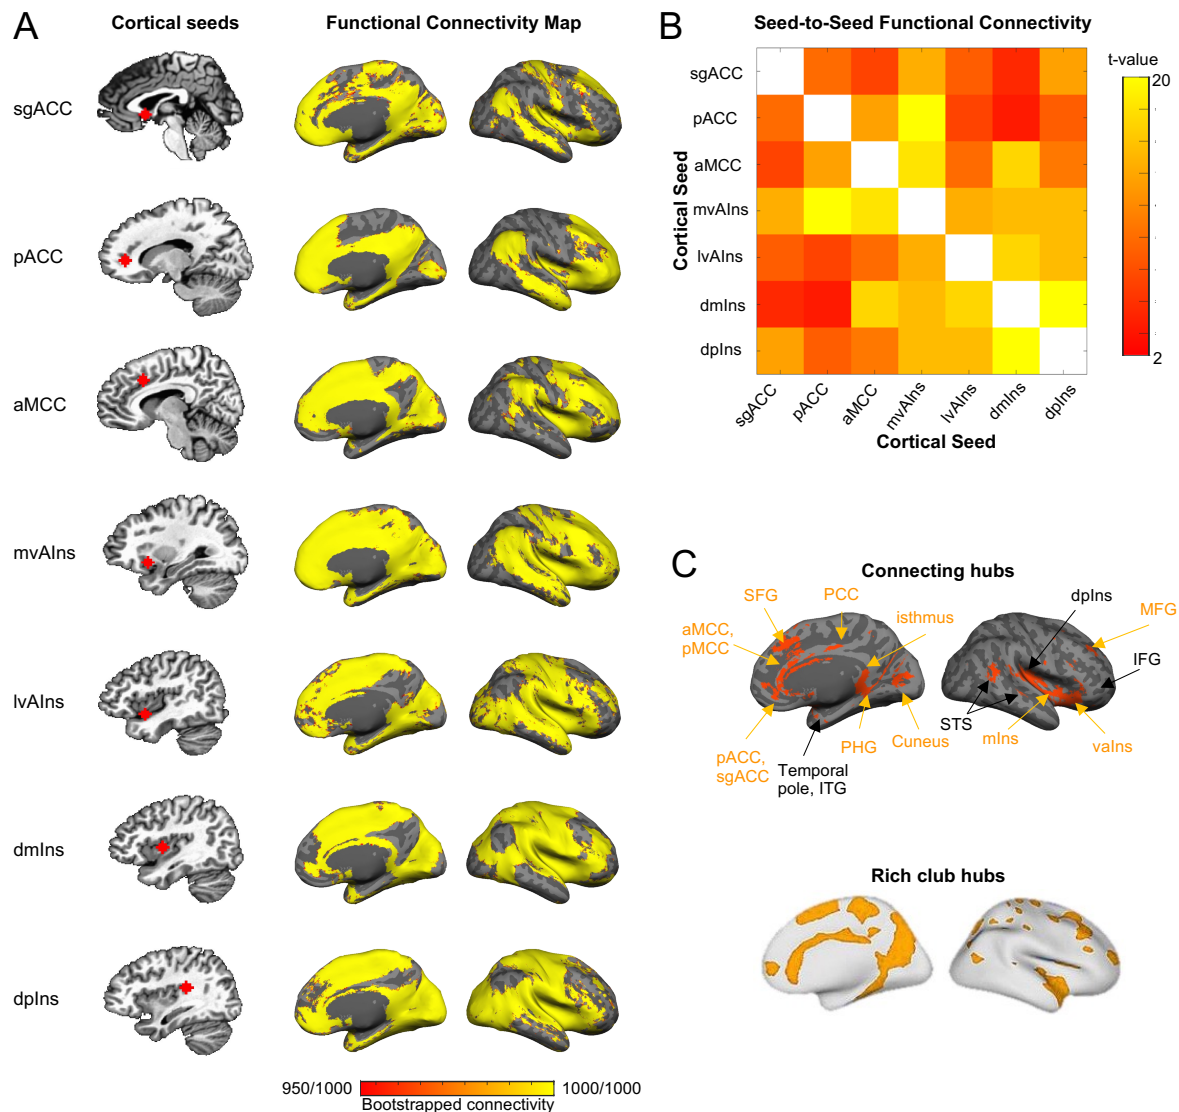 A
Cortical seeds
Functional Connectivity Map
sgACC
pACC
aMCC
mvAIns
lvAIns
dmIns
dpIns
950/1000
1000/1000
Bootstrapped connectivity
B
Seed-to-Seed Functional Connectivity
t-value
20
2
Cortical Seed
sgACC
pACC
aMCC
mvAIns
lvAIns
dmIns
dpIns
sgACC
pACC
aMCC
mvAIns
lvAIns
dmIns
dpIns
Cortical Seed
C
Connecting hubs
SFG
PCC
dpIns
MFG
isthmus
aMCC,
pMCC
IFG
STS
mIns
vaIns
pACC,
sgACC
Temporal
pole, ITG
PHG
Cuneus
Rich club hubs